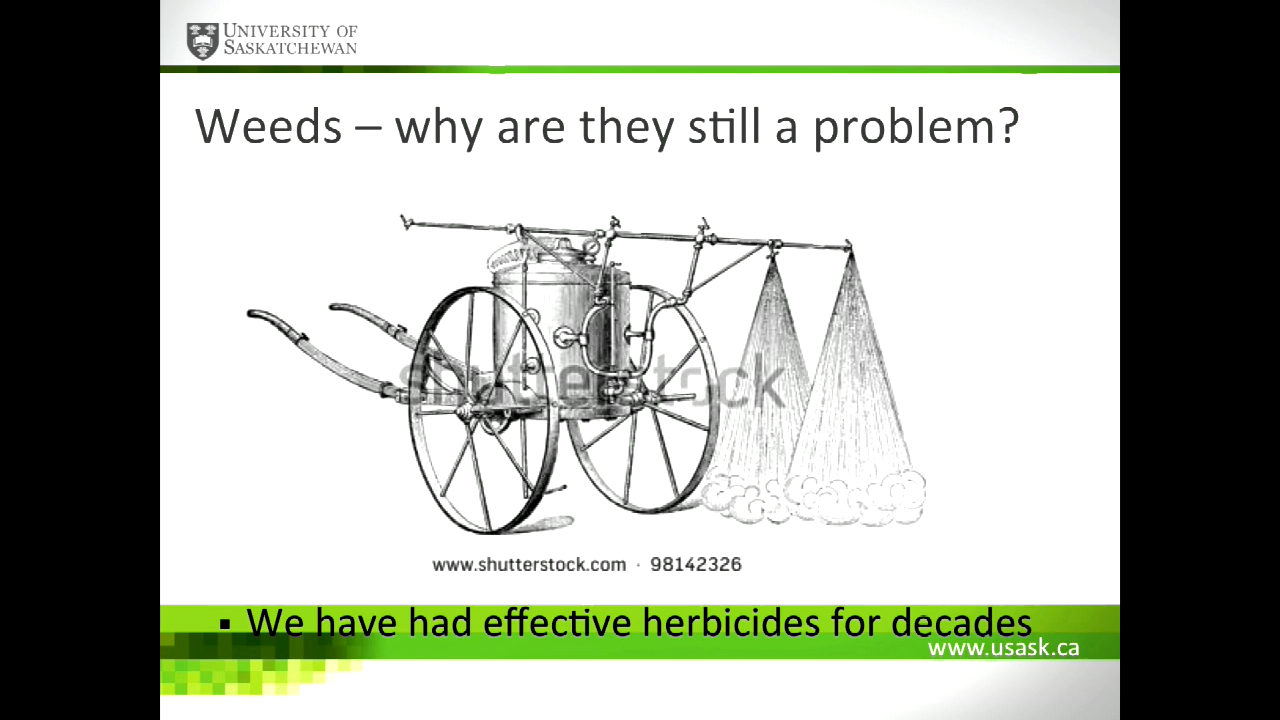 UNIVERSITY OF
SASKATCHEWAN
Weeds – why are they still a problem?
shutterstock
www.shutterstock.com · 98142326
▪ We have had effective herbicides for decades
www.usask.ca